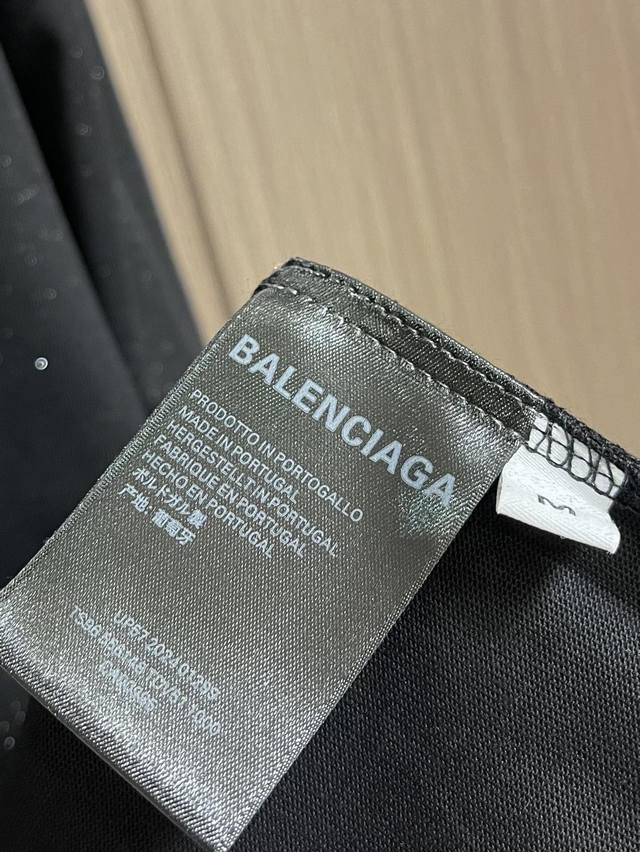 BALENCIAGA
PRODOTTO IN PORTOGALLO
MADE IN PORTUGAL
HERGESTELLT IN PORTUGAL
FABRIQUE EN PORTUGAL
HECHO EN PORTUGAL
ポルトガル製
产地:葡萄牙
1000
M